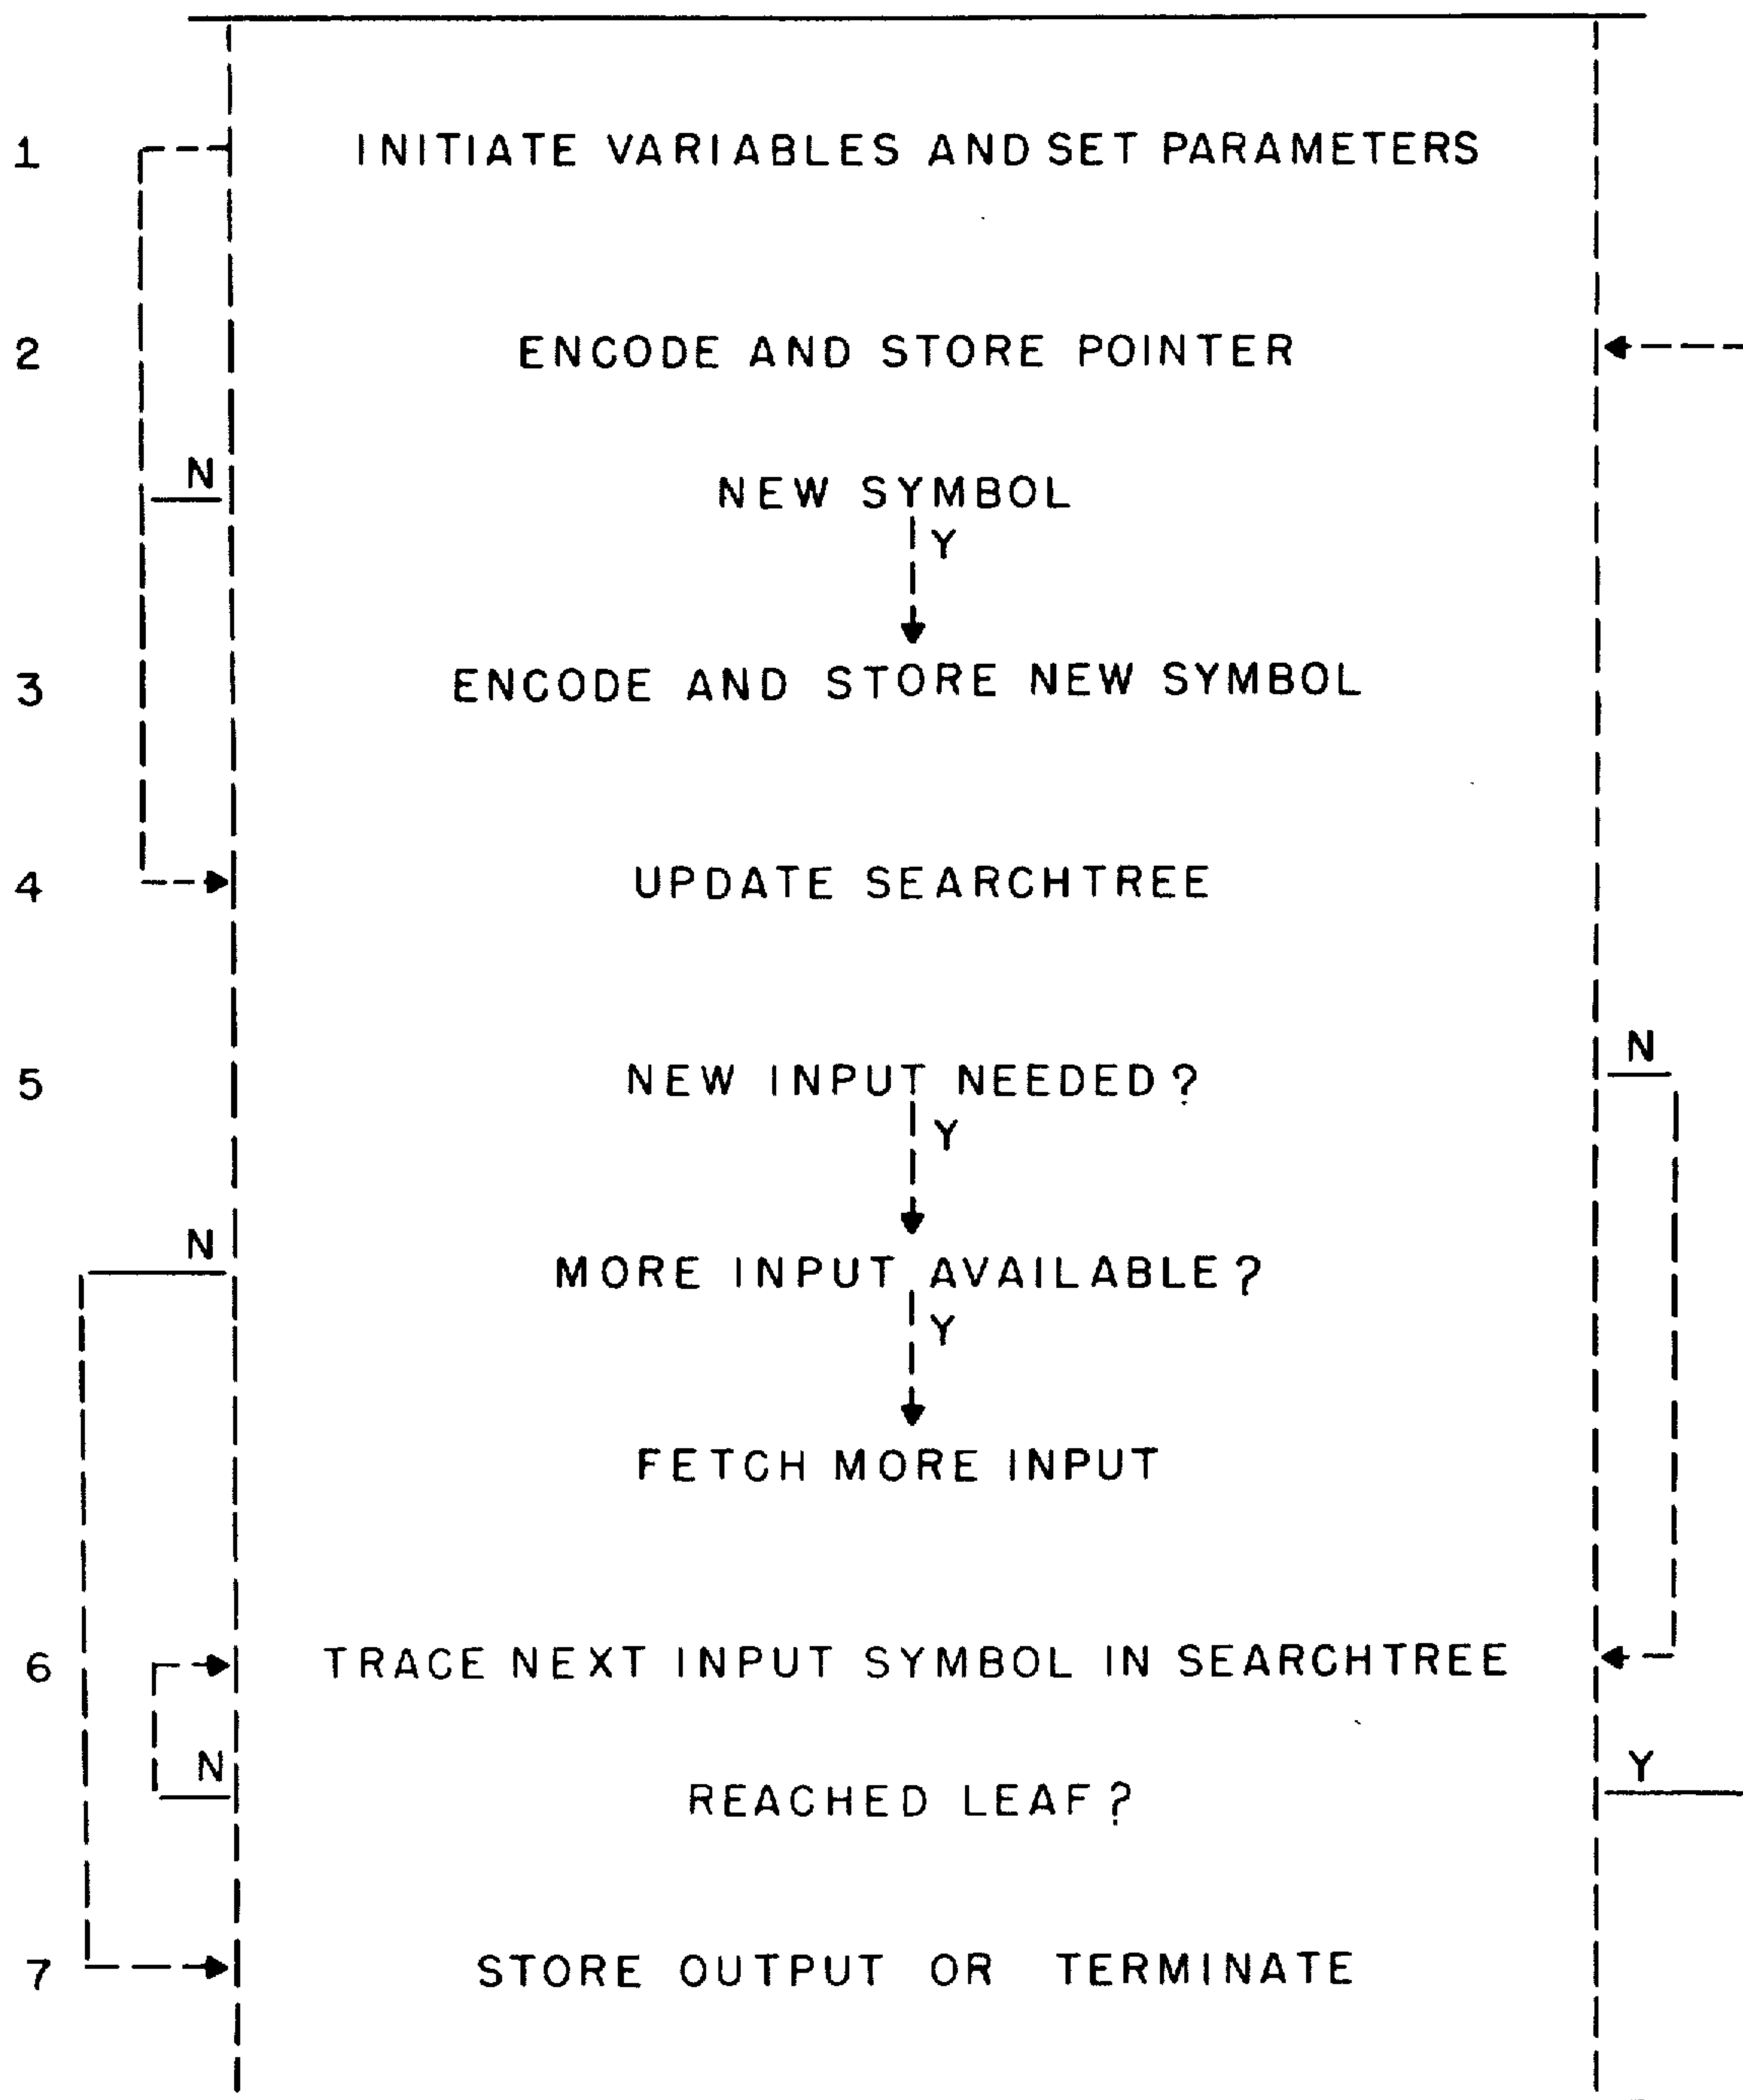 1 INITIATE VARIABLES AND SET PARAMETERS
2 ENCODE AND STORE POINTER
N NEW SYMBOL
Y
3 ENCODE AND STORE NEW SYMBOL
4 UPDATE SEARCHTREE
N
5 NEW INPUT NEEDED?
Y
N MORE INPUT AVAILABLE?
Y
FETCH MORE INPUT
6 TRACE NEXT INPUT SYMBOL IN SEARCHTREE
N REACHED LEAF? Y
7 STORE OUTPUT OR TERMINATE